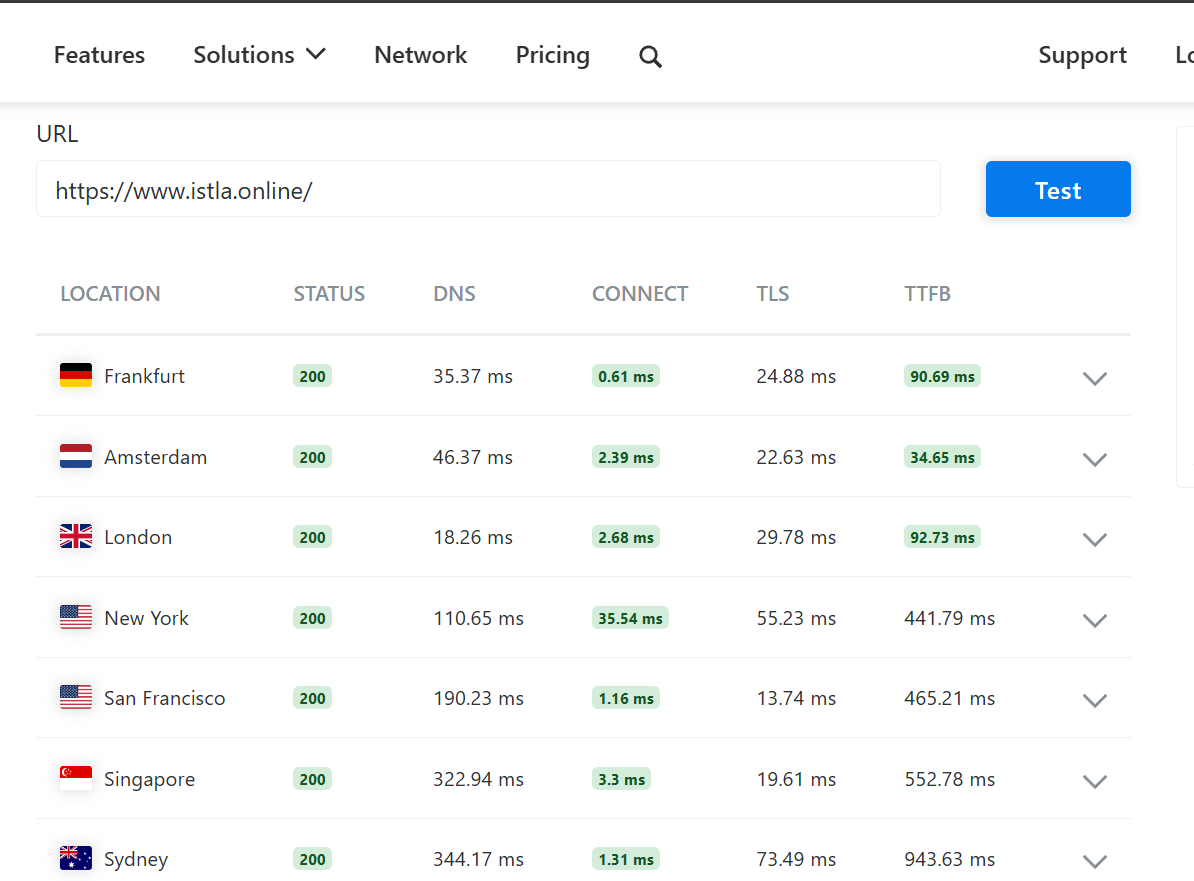 Features Solutions Network Pricing Support
URL
https://www.istla.online/
Test
LOCATION STATUS DNS CONNECT TLS TTFB
Frankfurt 200 35.37 ms 0.61 ms 24.88 ms 90.69 ms
Amsterdam 200 46.37 ms 2.39 ms 22.63 ms 34.65 ms
London 200 18.26 ms 2.68 ms 29.78 ms 92.73 ms
New York 200 110.65 ms 35.54 ms 55.23 ms 441.79 ms
San Francisco 200 190.23 ms 1.16 ms 13.74 ms 465.21 ms
Singapore 200 322.94 ms 3.3 ms 19.61 ms 552.78 ms
Sydney 200 344.17 ms 1.31 ms 73.49 ms 943.63 ms